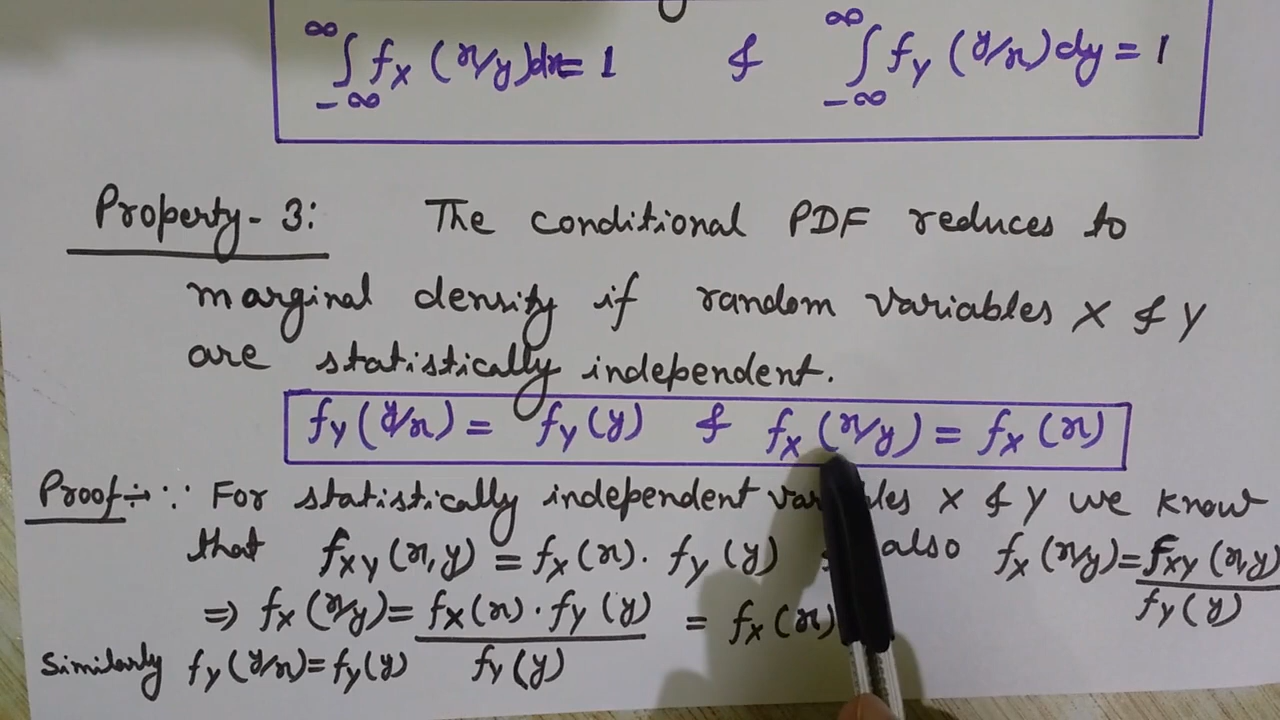 ∞∫-∞ fx (x/y)dx = 1 & ∞∫-∞ fy (y/x)dy = 1
Property-3: The conditional PDF reduces to
marginal density if random variables X & Y
are statistically independent.
fy(y/x) = fy(y) & fx(x/y) = fx(x)
Proof ÷ ∵ For statistically independent variables X & Y we know
that fxy(x,y) = fx(x) . fy(y) also fx(x/y) = fxy(x,y) / fy(y)
⇒ fx(x/y) = fx(x) . fy(y) / fy(y) = fx(x)
Similarly fy(y/x) = fy(y)